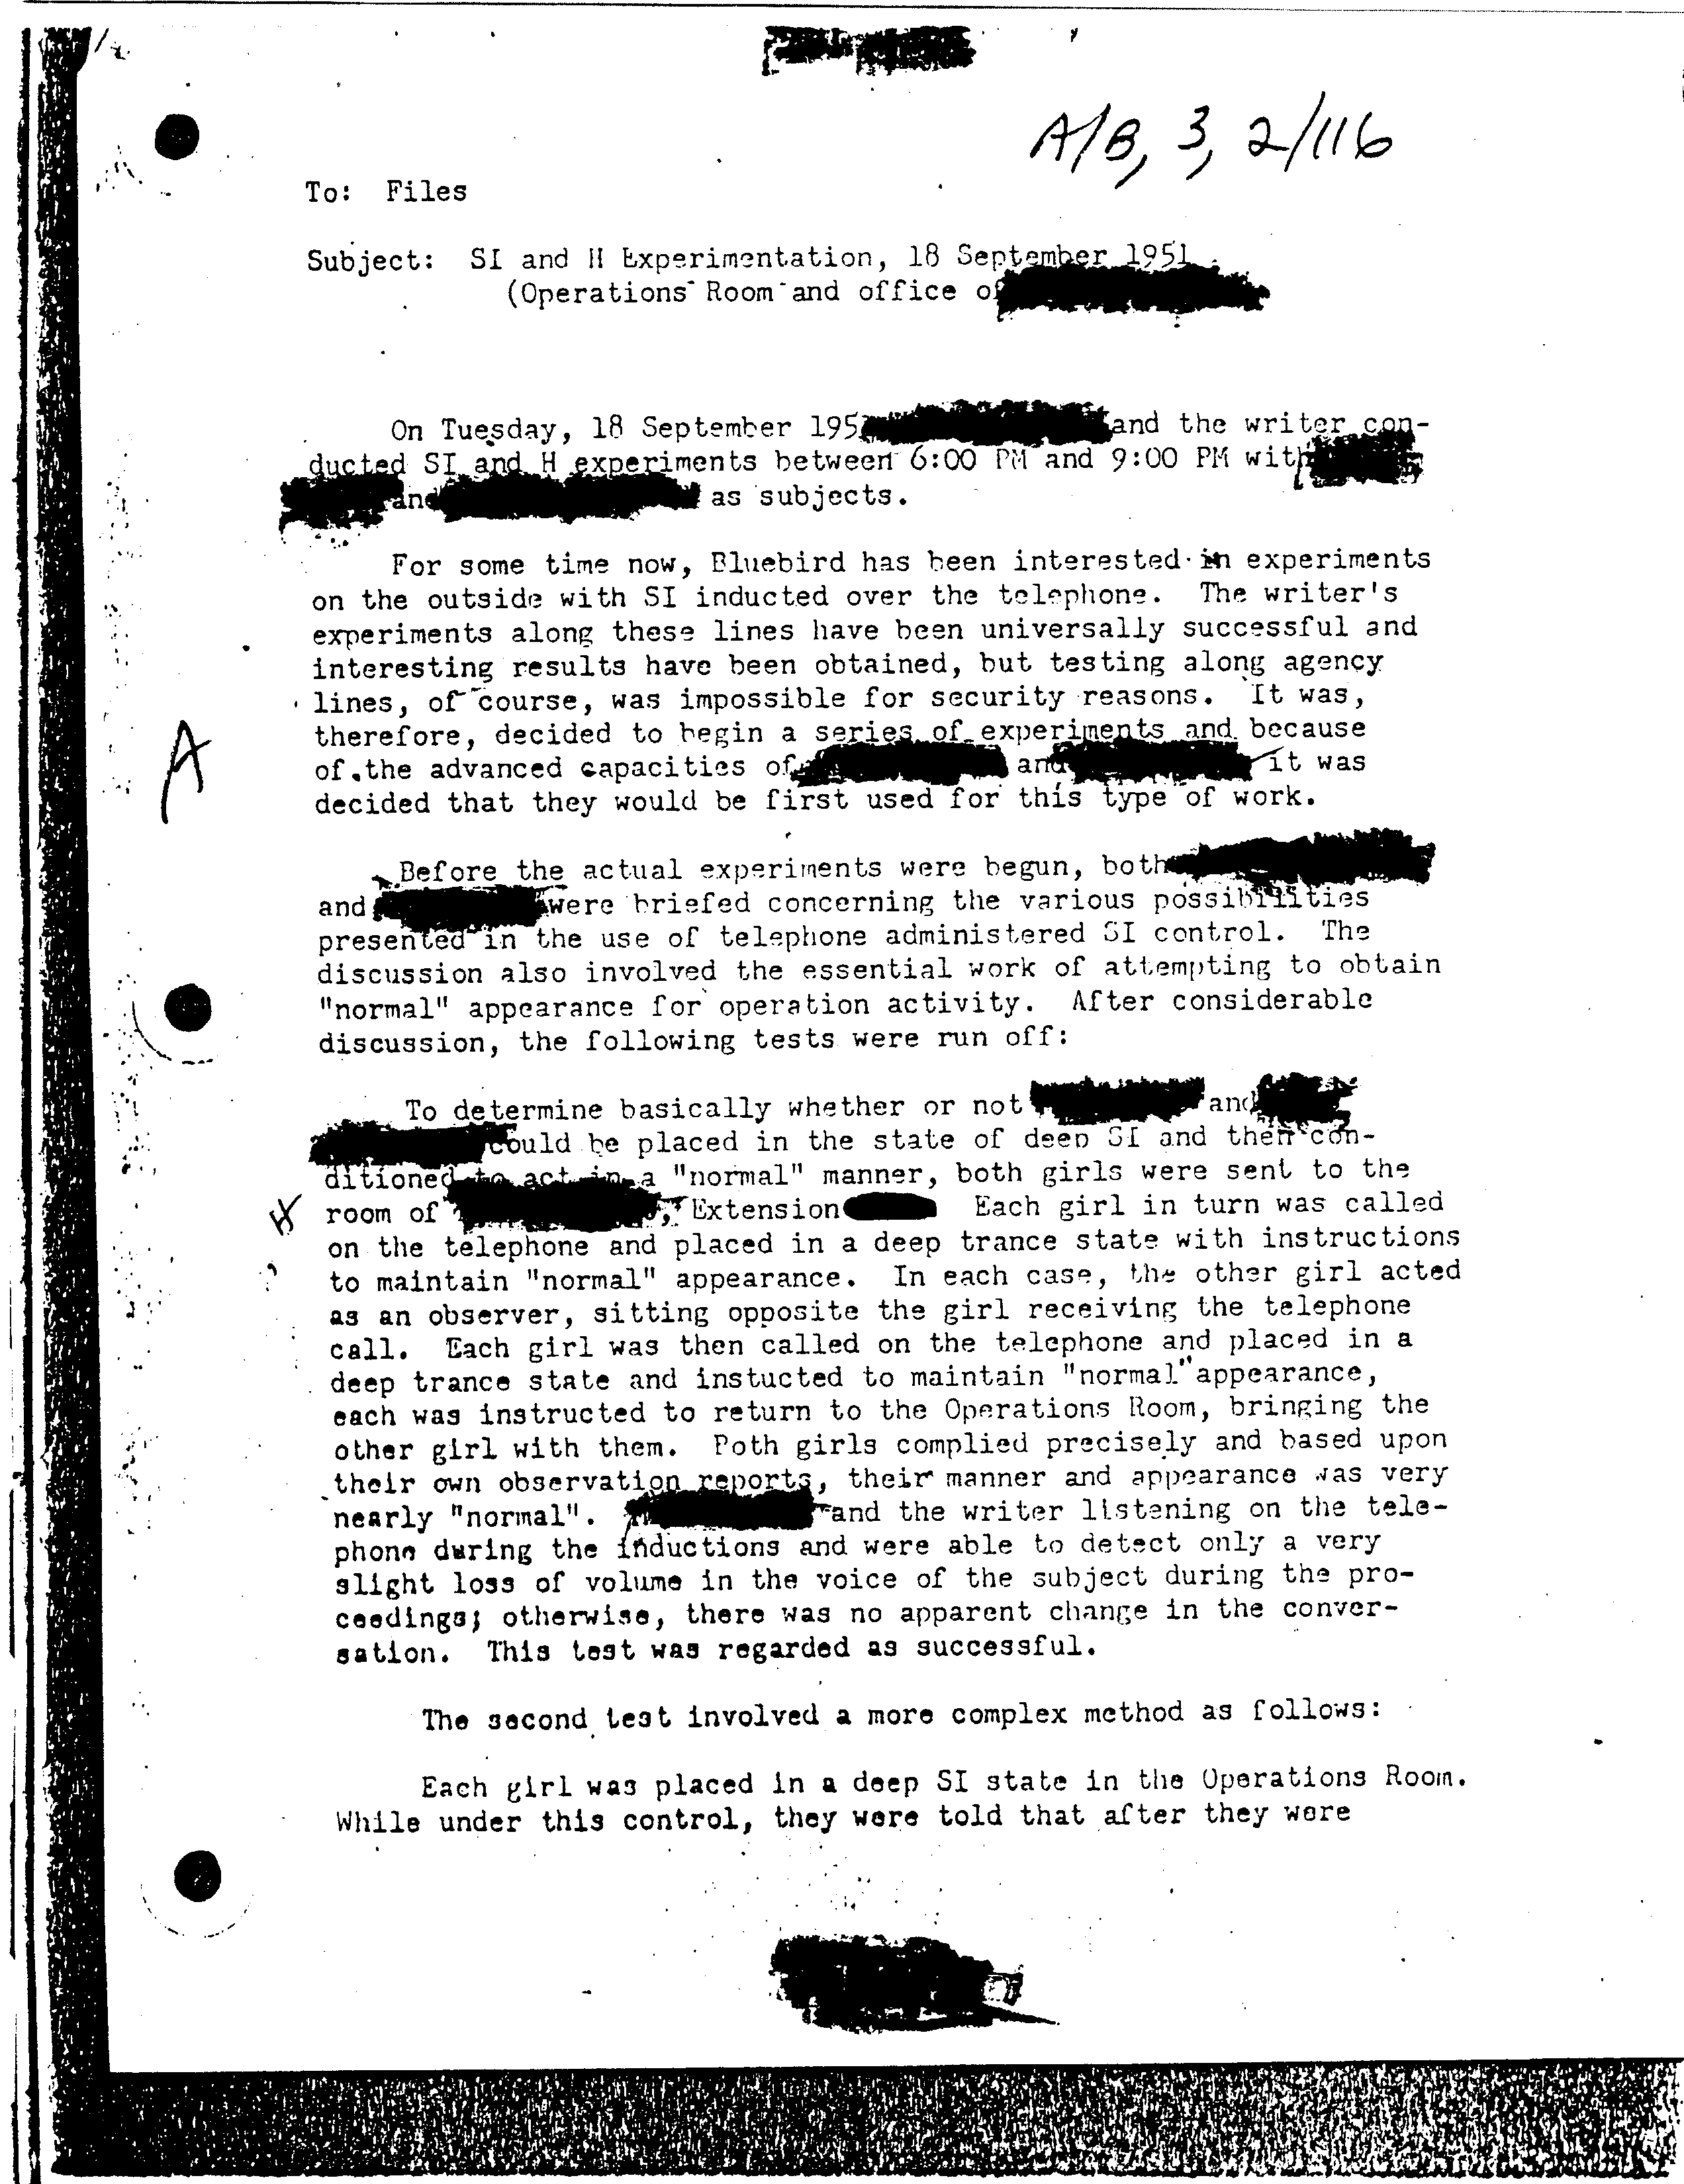 A/B, 3, 2/116
To: Files
Subject: SI and H Experimentation, 18 September 1951
(Operations Room and office of
On Tuesday, 18 September 195 and the writer con-
ducted SI and H experiments between 6:00 PM and 9:00 PM with
and as subjects.
For some time now, Bluebird has been interested in experiments
on the outside with SI inducted over the telephone. The writer's
experiments along these lines have been universally successful and
interesting results have been obtained, but testing along agency
lines, of course, was impossible for security reasons. It was,
therefore, decided to begin a series of experiments and because
of the advanced capacities of and it was
decided that they would be first used for this type of work.
A
Before the actual experiments were begun, both
and were briefed concerning the various possibilities
presented in the use of telephone administered SI control. The
discussion also involved the essential work of attempting to obtain
"normal" appearance for operation activity. After considerable
discussion, the following tests were run off:
To determine basically whether or not and
could be placed in the state of deep SI and then con-
ditioned to act in a "normal" manner, both girls were sent to the
room of , Extension Each girl in turn was called
on the telephone and placed in a deep trance state with instructions
to maintain "normal" appearance. In each case, the other girl acted
as an observer, sitting opposite the girl receiving the telephone
call. Each girl was then called on the telephone and placed in a
deep trance state and instucted to maintain "normal" appearance,
each was instructed to return to the Operations Room, bringing the
other girl with them. Both girls complied precisely and based upon
their own observation reports, their manner and appearance was very
nearly "normal". and the writer listening on the tele-
phone during the inductions and were able to detect only a very
slight loss of volume in the voice of the subject during the pro-
ceedings; otherwise, there was no apparent change in the conver-
sation. This test was regarded as successful.
The second test involved a more complex method as follows:
Each girl was placed in a deep SI state in the Operations Room.
While under this control, they were told that after they were